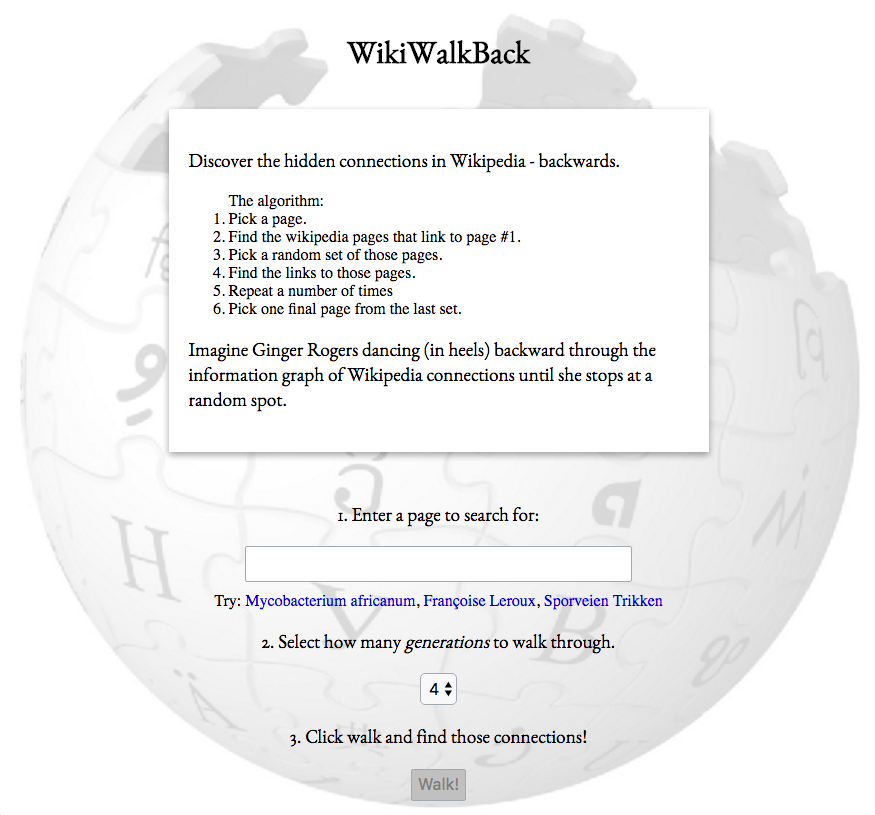 WikiWalkBack
Discover the hidden connections in Wikipedia - backwards.
The algorithm:
1. Pick a page.
2. Find the wikipedia pages that link to page #1.
3. Pick a random set of those pages.
4. Find the links to those pages.
5. Repeat a number of times
6. Pick one final page from the last set.
Imagine Ginger Rogers dancing (in heels) backward through the
information graph of Wikipedia connections until she stops at a
random spot.
1. Enter a page to search for:
Try: Mycobacterium africanum, Françoise Leroux, Sporveien Trikken
2. Select how many generations to walk through.
4
3. Click walk and find those connections!
Walk!